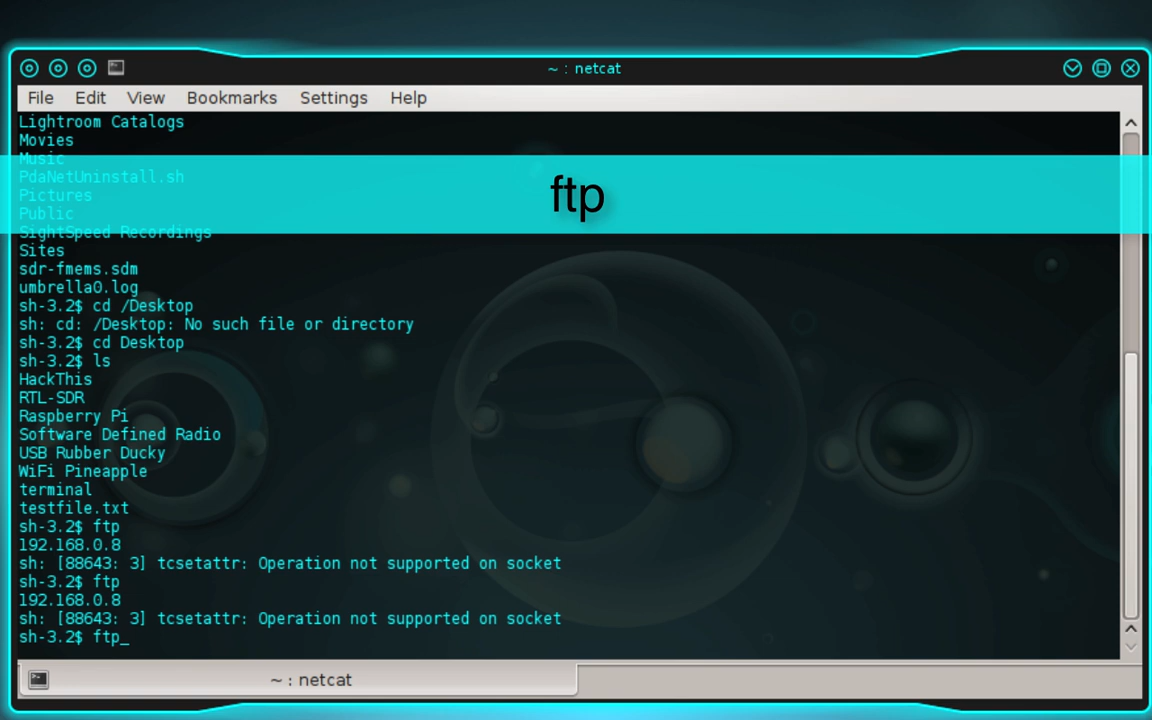 ~ : netcat
File Edit View Bookmarks Settings Help
Lightroom Catalogs
Movies
Music
PdaNetUninstall.sh
ftp
Pictures
Public
SightSpeed Recordings
Sites
sdr-fmems.sdm
umbrella0.log
sh-3.2$ cd /Desktop
sh: cd: /Desktop: No such file or directory
sh-3.2$ cd Desktop
sh-3.2$ ls
HackThis
RTL-SDR
Raspberry Pi
Software Defined Radio
USB Rubber Ducky
WiFi Pineapple
terminal
testfile.txt
sh-3.2$ ftp
192.168.0.8
sh: [88643: 3] tcsetattr: Operation not supported on socket
sh-3.2$ ftp
192.168.0.8
sh: [88643: 3] tcsetattr: Operation not supported on socket
sh-3.2$ ftp_
~ : netcat